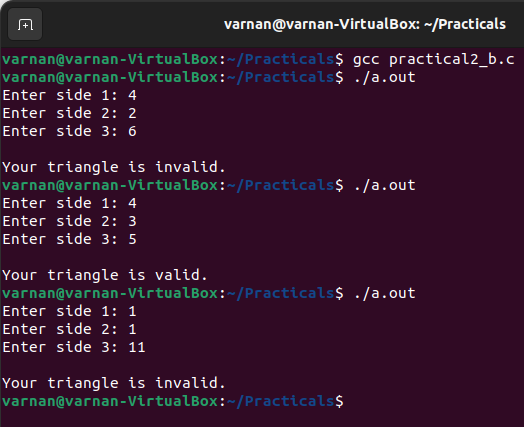 varnan@varnan-VirtualBox: ~/Practicals
varnan@varnan-VirtualBox:~/Practicals$ gcc practical2_b.c
varnan@varnan-VirtualBox:~/Practicals$ ./a.out
Enter side 1: 4
Enter side 2: 2
Enter side 3: 6
Your triangle is invalid.
varnan@varnan-VirtualBox:~/Practicals$ ./a.out
Enter side 1: 4
Enter side 2: 3
Enter side 3: 5
Your triangle is valid.
varnan@varnan-VirtualBox:~/Practicals$ ./a.out
Enter side 1: 1
Enter side 2: 1
Enter side 3: 11
Your triangle is invalid.
varnan@varnan-VirtualBox:~/Practicals$